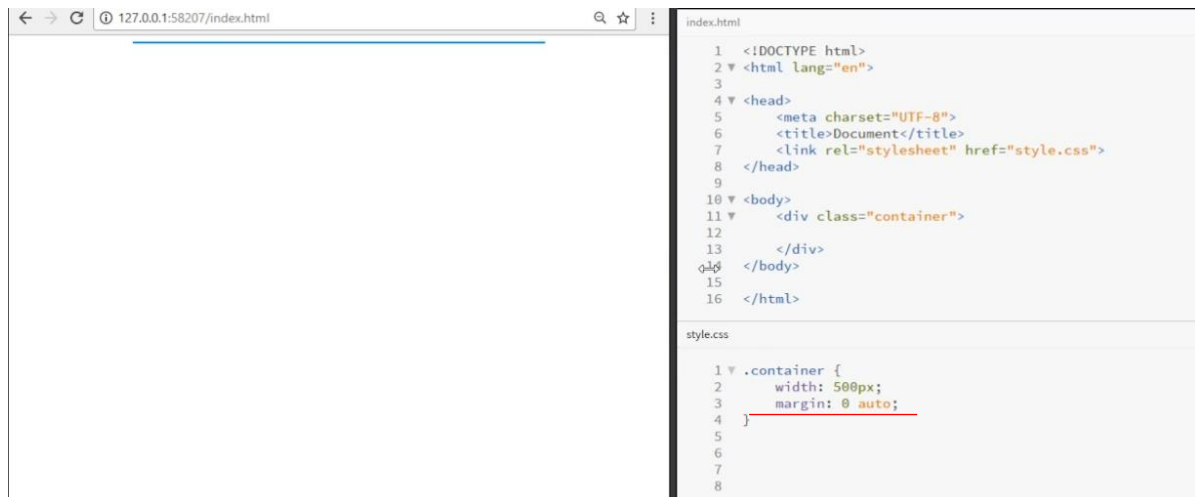 127.0.0.1:58207/index.html
index.html
1 <!DOCTYPE html>
2 <html lang="en">
3
4 <head>
5 <meta charset="UTF-8">
6 <title>Document</title>
7 <link rel="stylesheet" href="style.css">
8 </head>
9
10 <body>
11 <div class="container">
12
13 </div>
14 </body>
15
16 </html>
style.css
1 .container {
2 width: 500px;
3 margin: 0 auto;
4 }
5
6
7
8